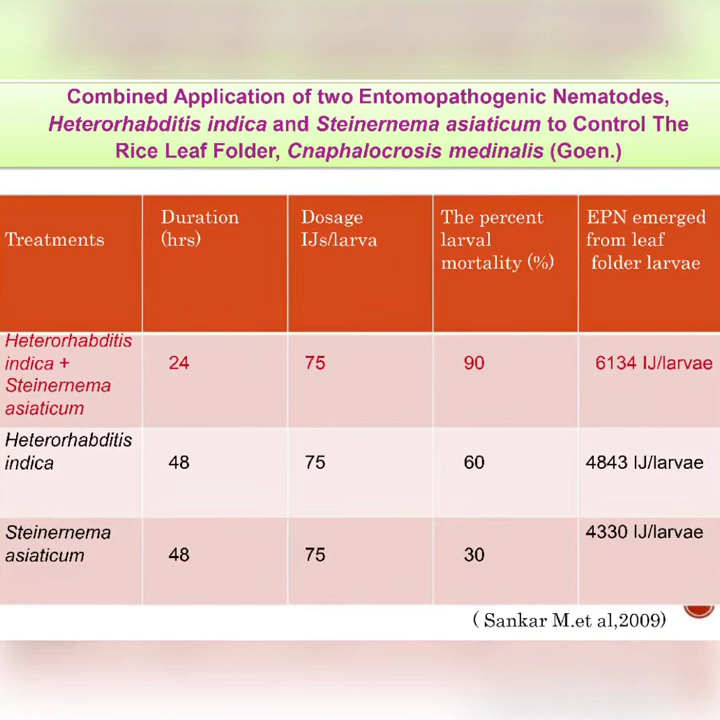 Combined Application of two Entomopathogenic Nematodes,
Heterorhabditis indica and Steinernema asiaticum to Control The
Rice Leaf Folder, Cnaphalocrosis medinalis (Goen.)
Treatments
Duration
(hrs)
Dosage
IJs/larva
The percent
larval
mortality (%)
EPN emerged
from leaf
folder larvae
Heterorhabditis
indica +
Steinernema
asiaticum
24
75
90
6134 IJ/larvae
Heterorhabditis
indica
48
75
60
4843 IJ/larvae
Steinernema
asiaticum
48
75
30
4330 IJ/larvae
( Sankar M.et al,2009)